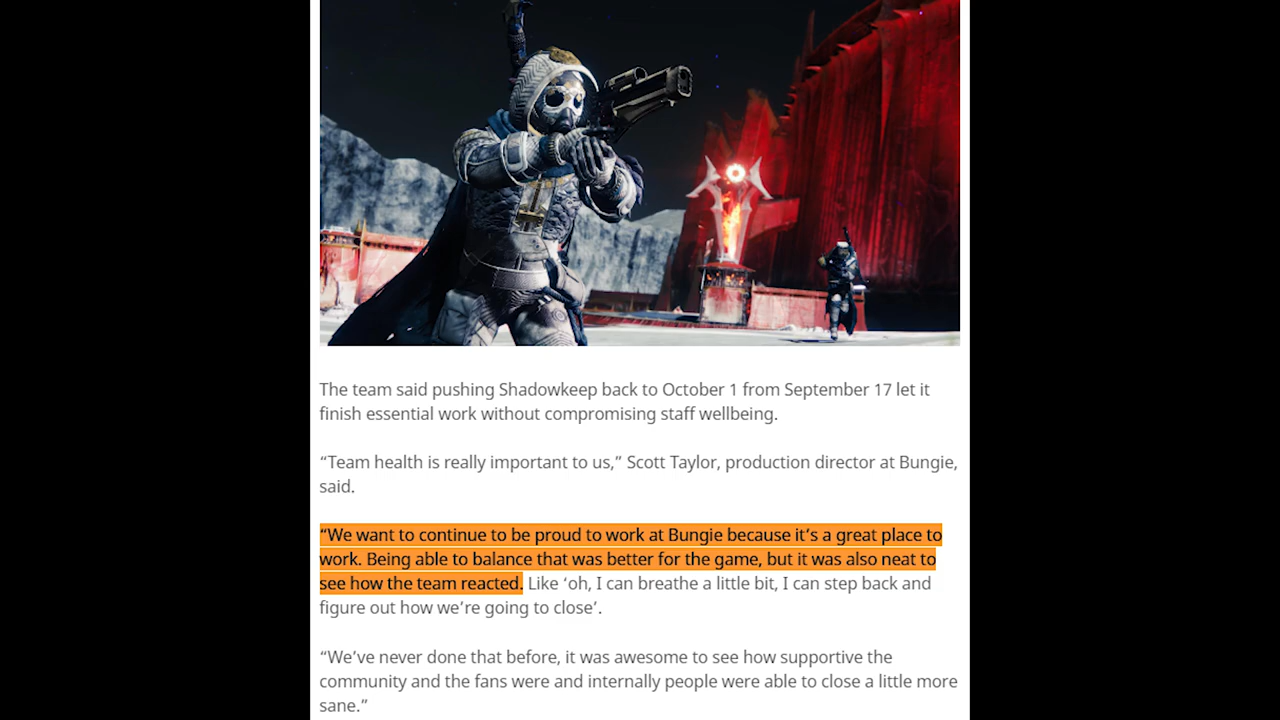 The team said pushing Shadowkeep back to October 1 from September 17 let it
finish essential work without compromising staff wellbeing.
“Team health is really important to us,” Scott Taylor, production director at Bungie,
said.
“We want to continue to be proud to work at Bungie because it’s a great place to
work. Being able to balance that was better for the game, but it was also neat to
see how the team reacted. Like ‘oh, I can breathe a little bit, I can step back and
figure out how we’re going to close’.
“We’ve never done that before, it was awesome to see how supportive the
community and the fans were and internally people were able to close a little more
sane.”